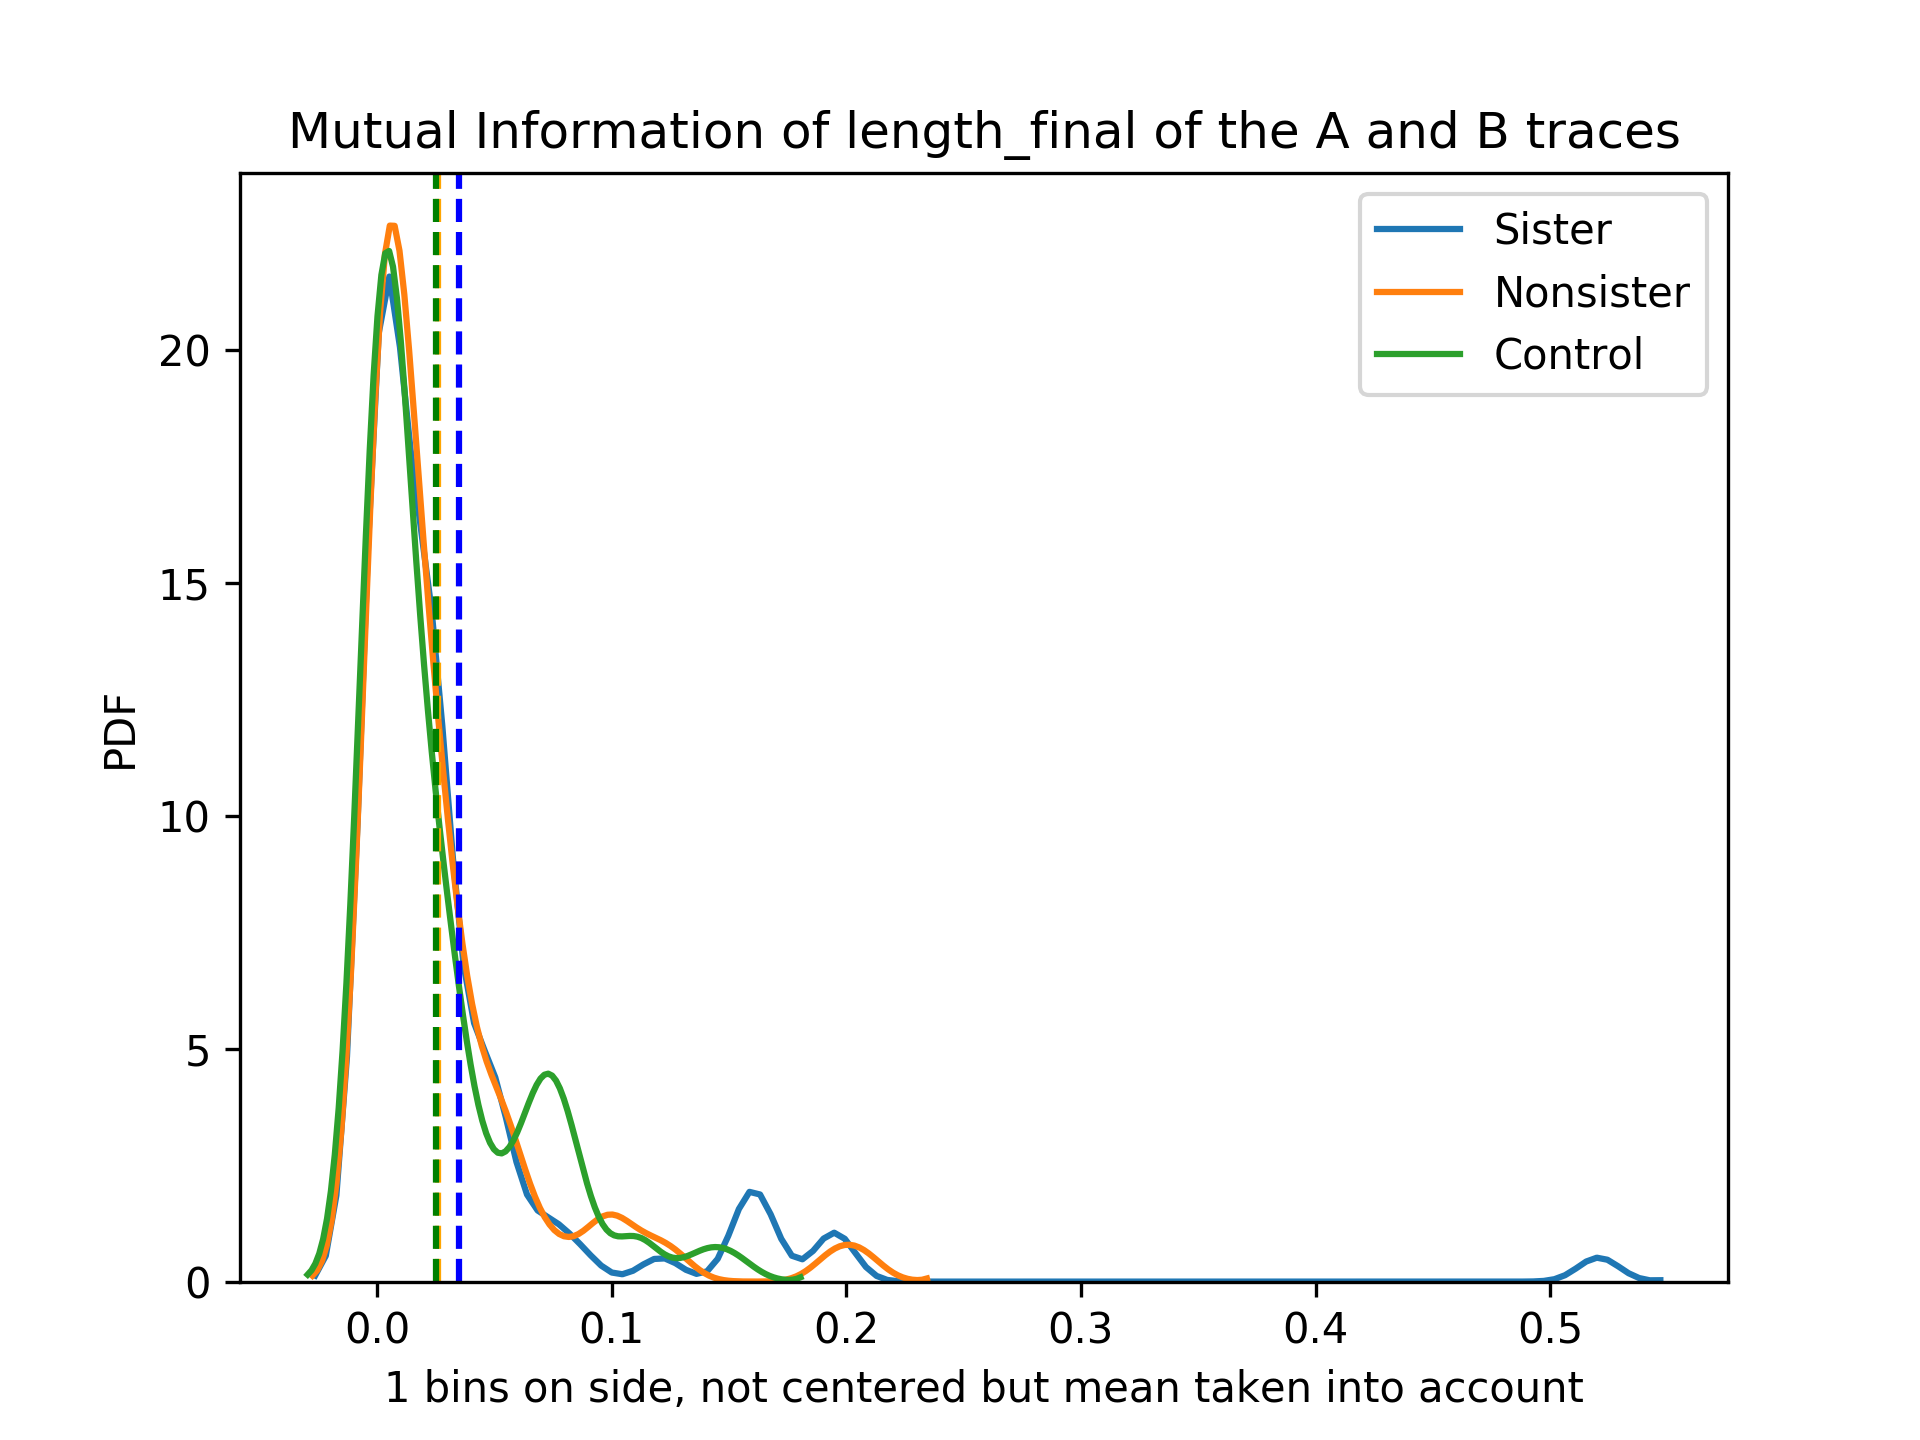 Mutual Information of length_final of the A and B traces
Sister
Nonsister
Control
PDF
20
15
10
5
0
0.0 0.1 0.2 0.3 0.4 0.5
1 bins on side, not centered but mean taken into account